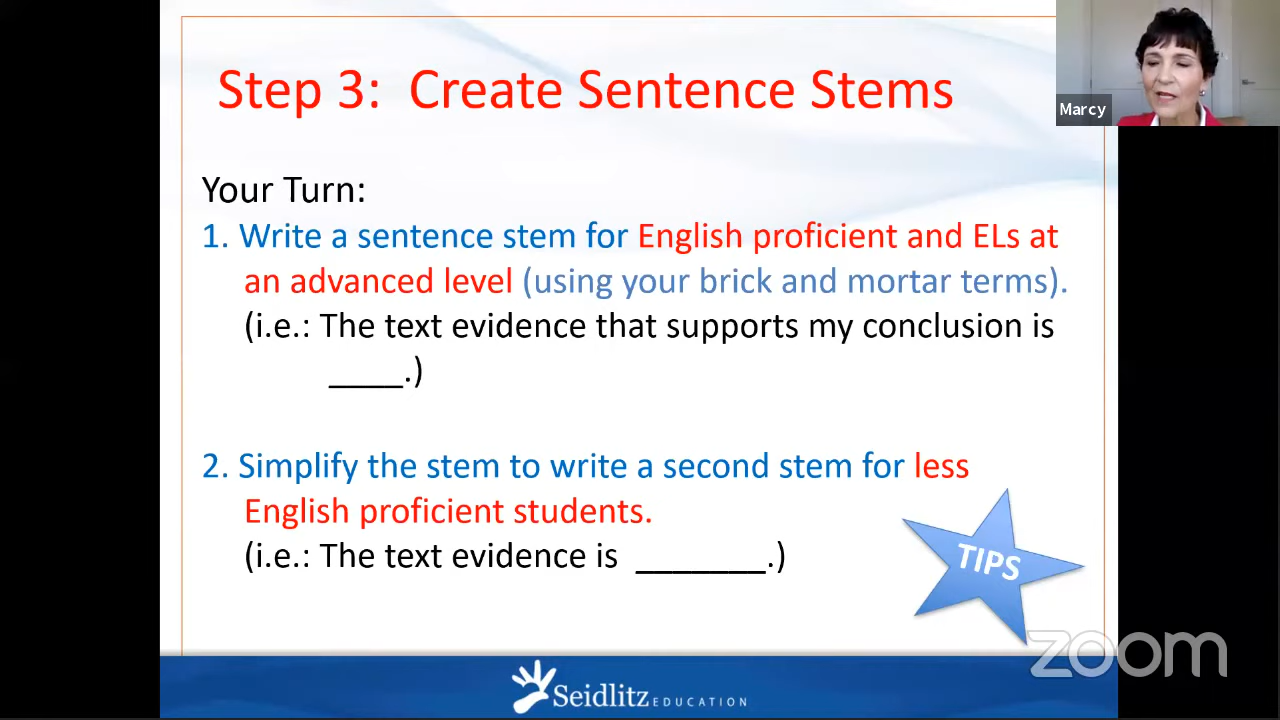 Step 3:  Create Sentence Stems
Marcy
Your Turn:
1. Write a sentence stem for English proficient and ELs at
an advanced level (using your brick and mortar terms).
(i.e.: The text evidence that supports my conclusion is
____.)
2. Simplify the stem to write a second stem for less
English proficient students.
(i.e.: The text evidence is _______.)
TIPS
zoom
Seidlitz EDUCATION